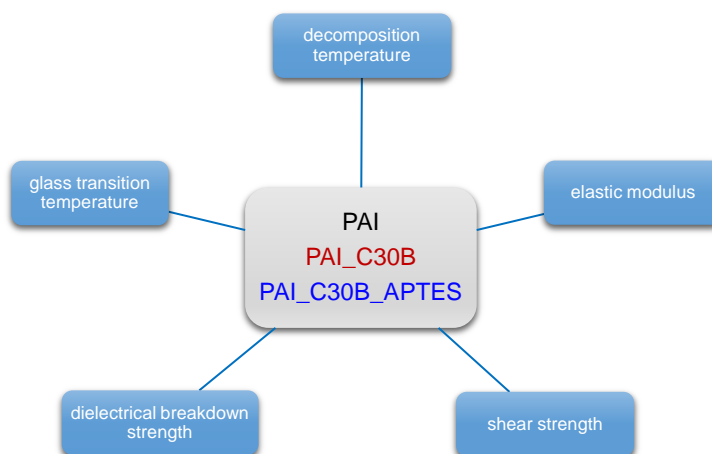 decomposition
temperature
glass transition
temperature
elastic modulus
PAI
PAI_C30B
PAI_C30B_APTES
dielectrical breakdown
strength
shear strength